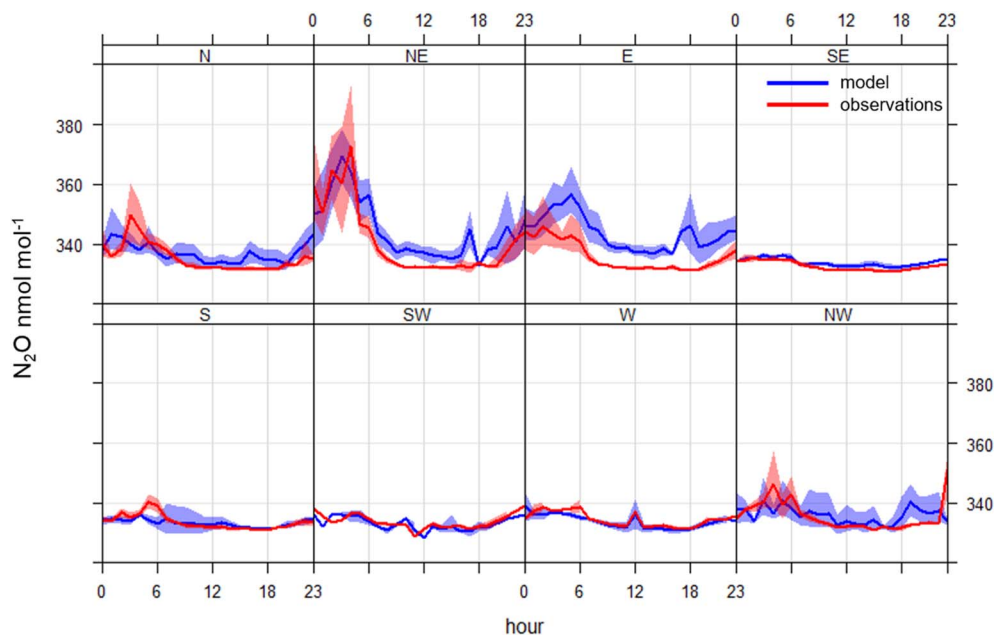 0 6 12 18 23 0 6 12 18 23
N NE E SE
model
observations
380
360
340
N₂O nmol mol⁻¹
S SW W NW
380
360
340
0 6 12 18 23 0 6 12 18 23
hour